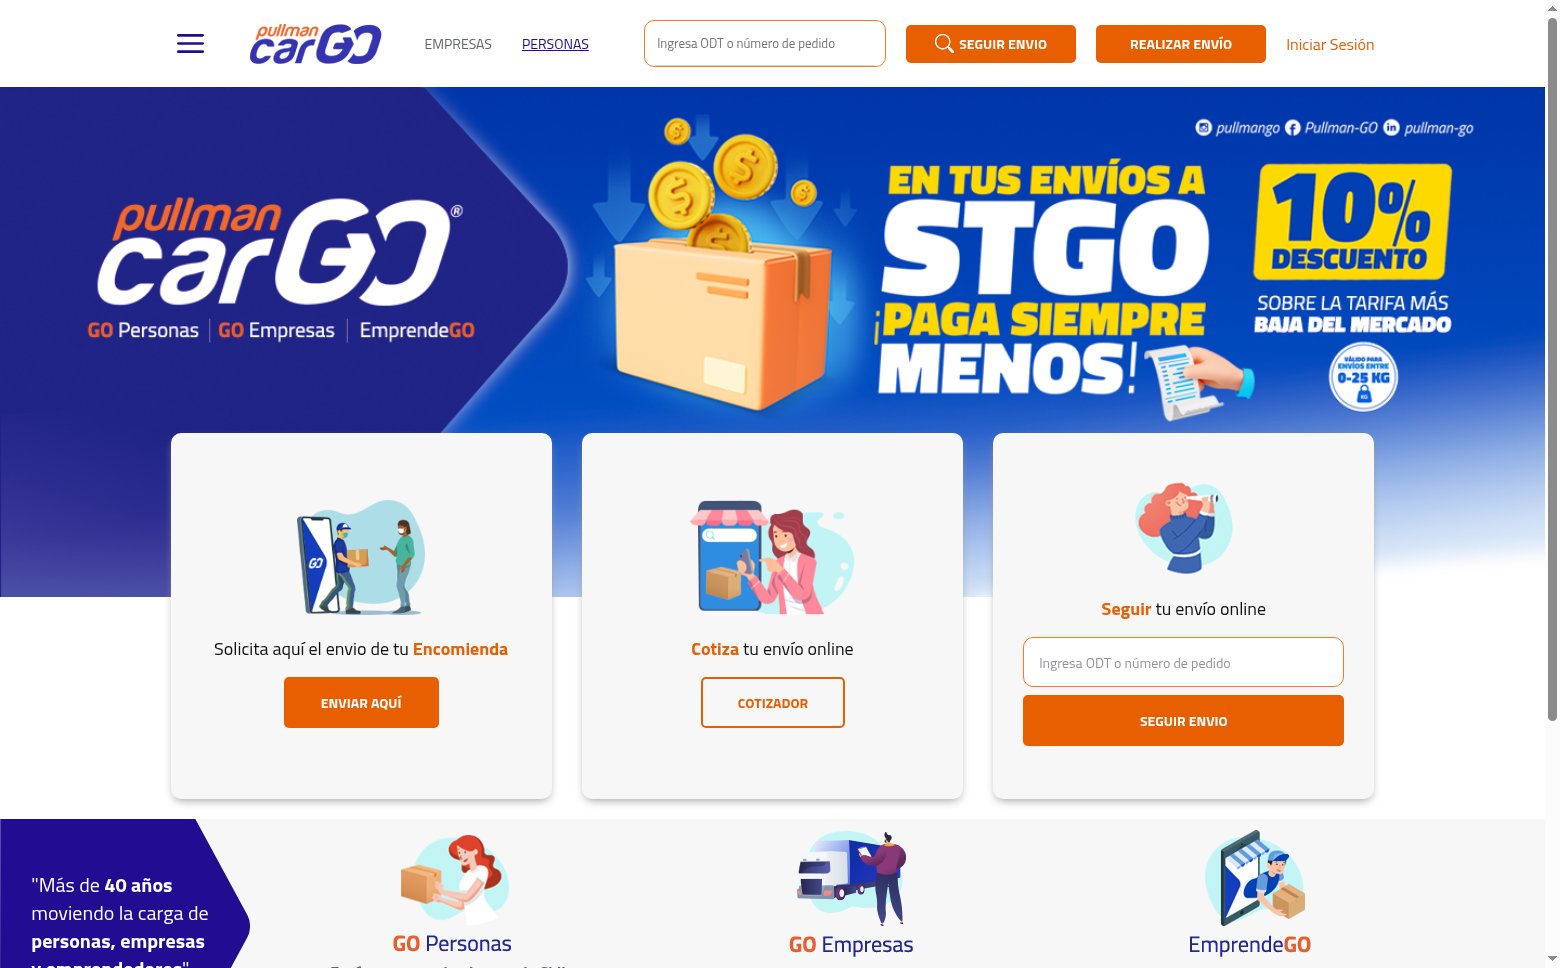 pullman
carGO
EMPRESAS
PERSONAS
Ingresa ODT o número de pedido
SEGUIR ENVIO
REALIZAR ENVÍO
Iniciar Sesión
pullmango Pullman-GO pullman-go
pullman
carGO®
GO Personas | GO Empresas | EmprendeGO
EN TUS ENVÍOS A
STGO
¡PAGA SIEMPRE
MENOS!
10%
DESCUENTO
SOBRE LA TARIFA MÁS
BAJA DEL MERCADO
VÁLIDO PARA
ENVÍOS ENTRE
0-25 KG
KG
GO
Solicita aquí el envio de tu Encomienda
ENVIAR AQUÍ
Cotiza tu envío online
COTIZADOR
Seguir tu envío online
Ingresa ODT o número de pedido
SEGUIR ENVIO
"Más de 40 años
moviendo la carga de
personas, empresas
y emprendedores"
GO Personas
GO Empresas
EmprendeGO